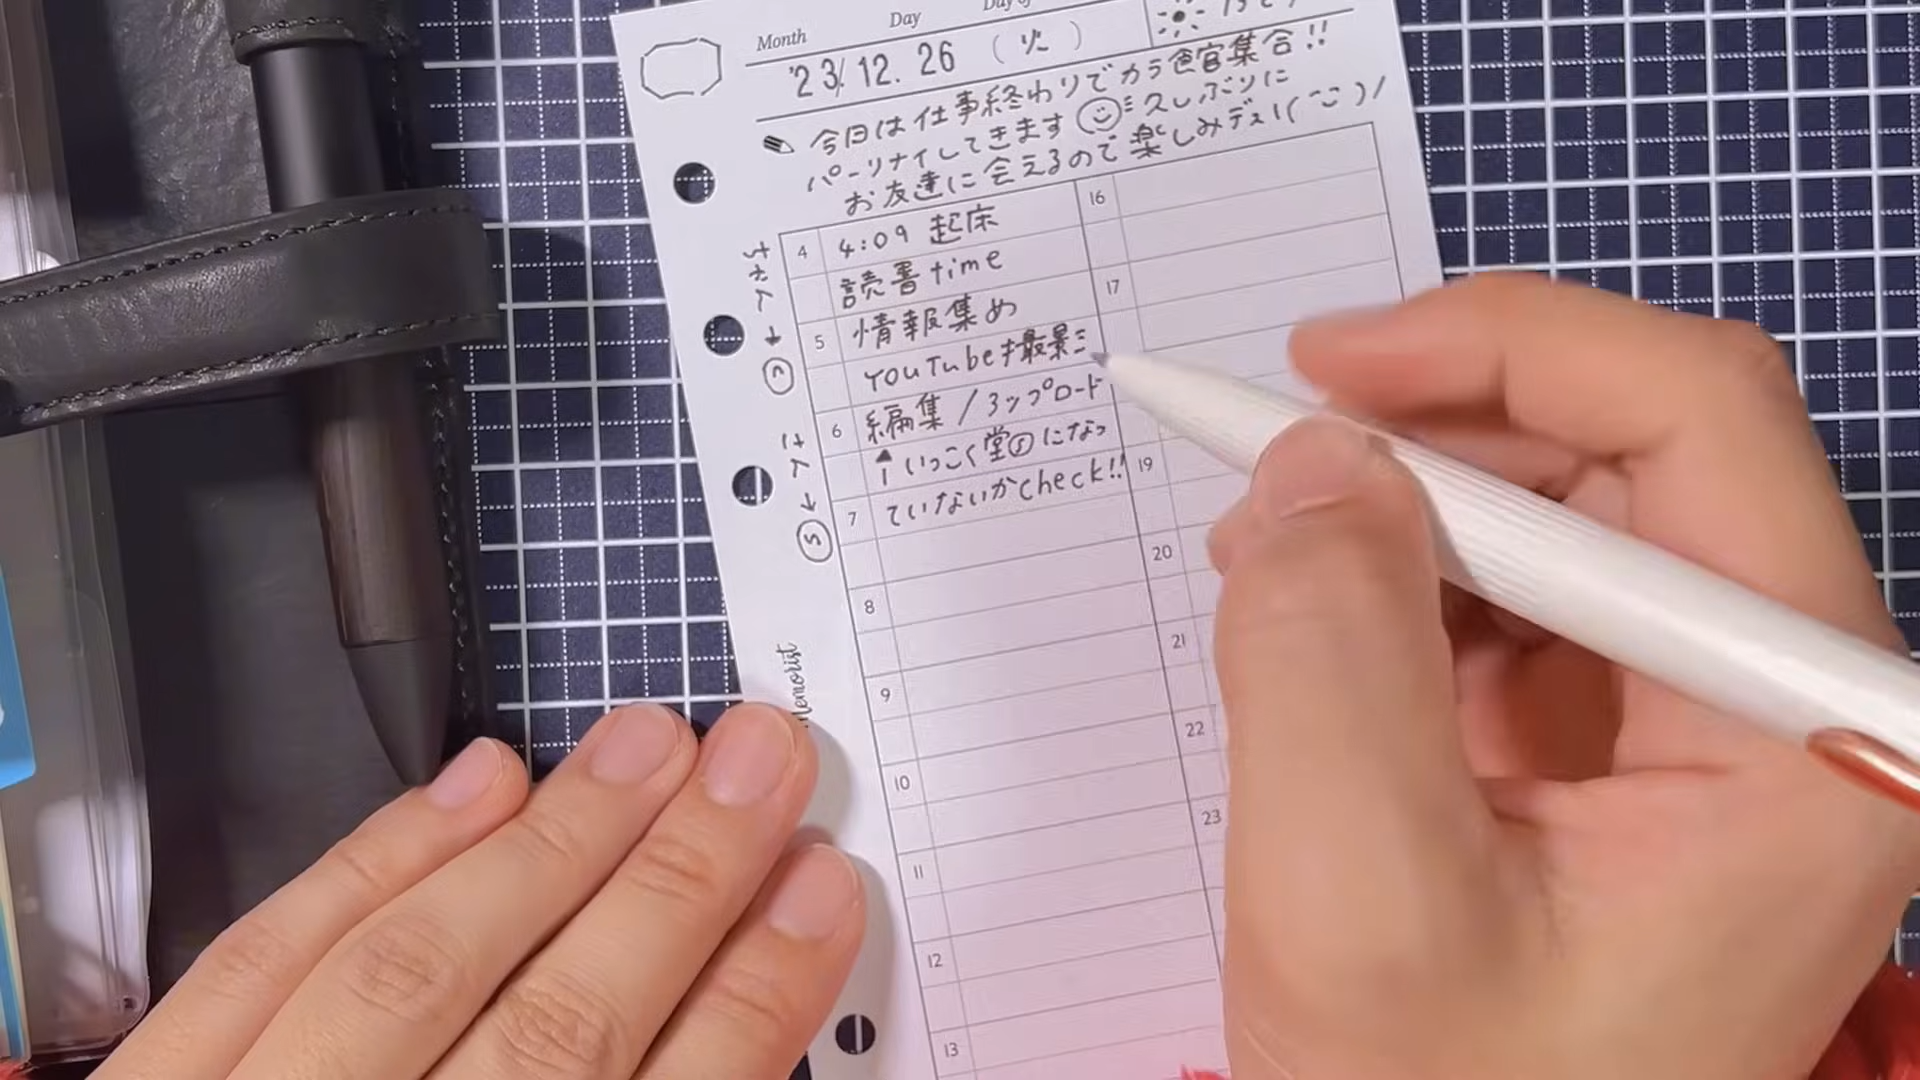 Month Day
'23/12.26 (火)
今日は仕事終わりでカラ館集合!!
パーリナイしてきます 久しぶりに
お友達に会えるので楽しみデス!
4 4:09 起床
読書time
5 情報集め
YouTube撮影
6 編集/アップロード
↑いっこく堂 になっ
7 ていないかcheck!!
8
9
10
11
12
13
16
17
19
20
21
22
23